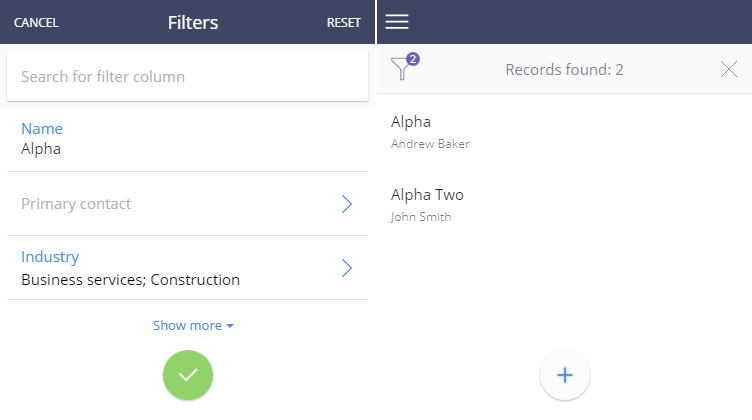 CANCEL Filters RESET
Search for filter column
Name
Alpha
Primary contact
Industry
Business services; Construction
Show more
2
Records found: 2
Alpha
Andrew Baker
Alpha Two
John Smith